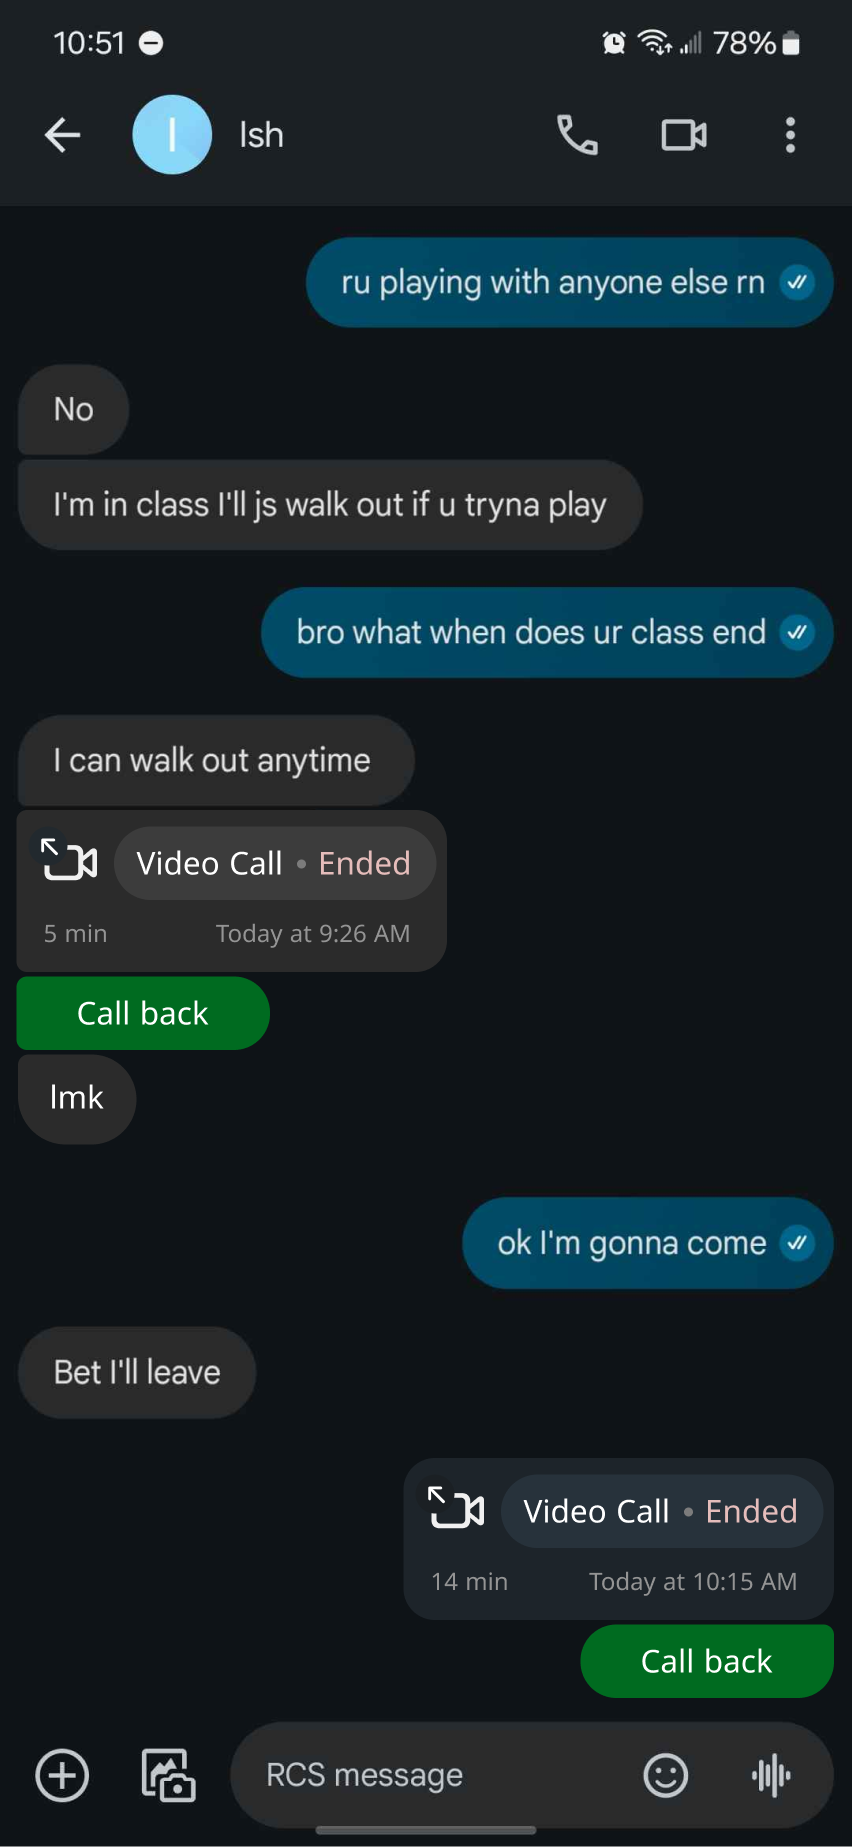 10:51
78%
I
Ish
ru playing with anyone else rn
No
I'm in class I'll js walk out if u tryna play
bro what when does ur class end
I can walk out anytime
Video Call • Ended
5 min Today at 9:26 AM
Call back
lmk
ok I'm gonna come
Bet I'll leave
Video Call • Ended
14 min Today at 10:15 AM
Call back
RCS message